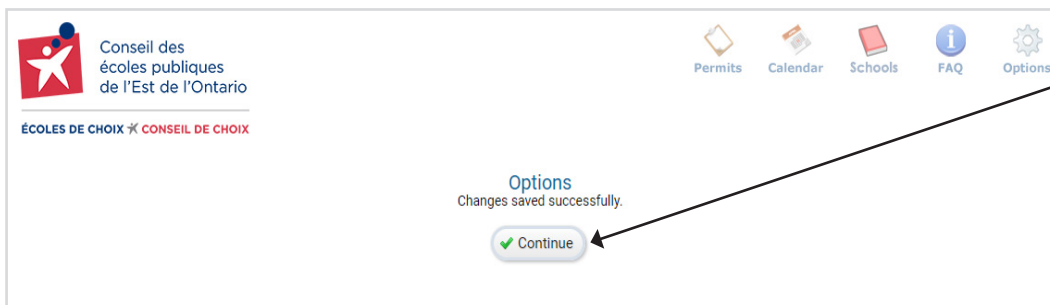 Conseil des
écoles publiques
de l'Est de l'Ontario
ÉCOLES DE CHOIX CONSEIL DE CHOIX
Permits Calendar Schools FAQ Options
Options
Changes saved successfully.
Continue